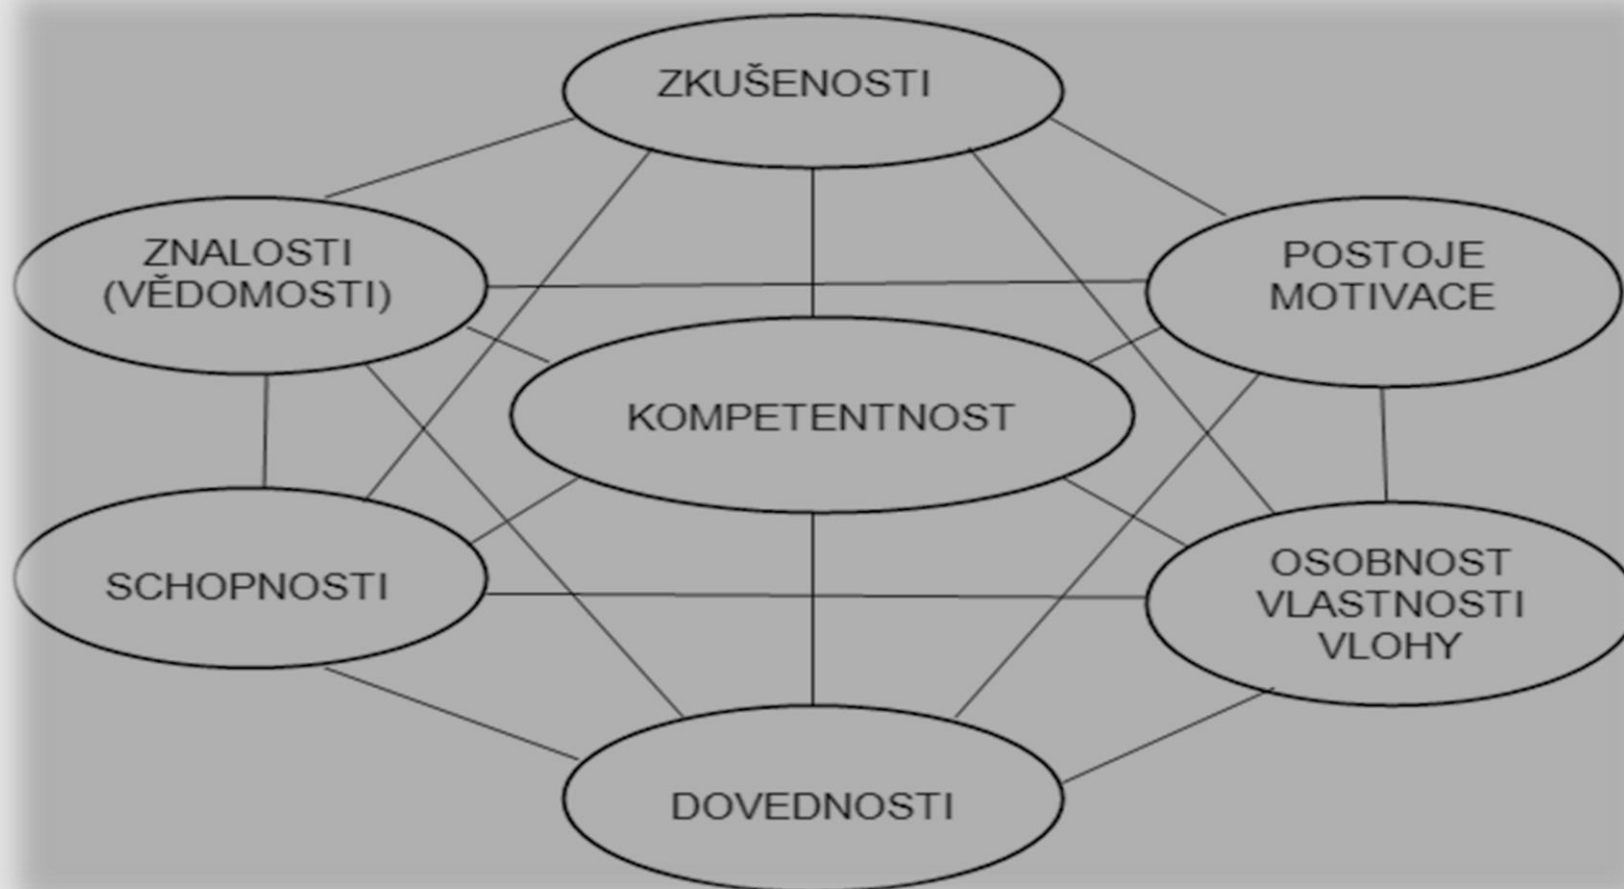 ZKUŠENOSTI
ZNALOSTI
(VĚDOMOSTI)
POSTOJE
MOTIVACE
KOMPETENTNOST
SCHOPNOSTI
OSOBNOST
VLASTNOSTI
VLOHY
DOVEDNOSTI